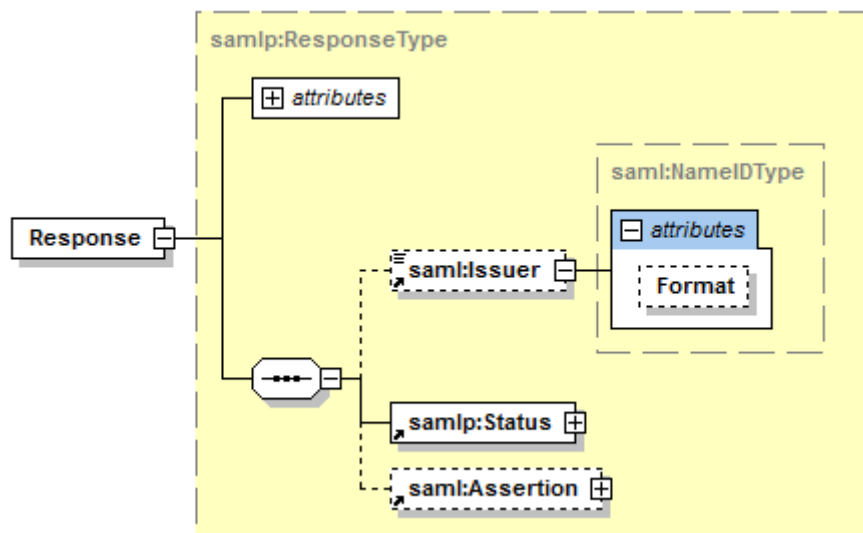 samlp:ResponseType
attributes
saml:NameIDType
attributes
Response
saml:Issuer
Format
samlp:Status
saml:Assertion